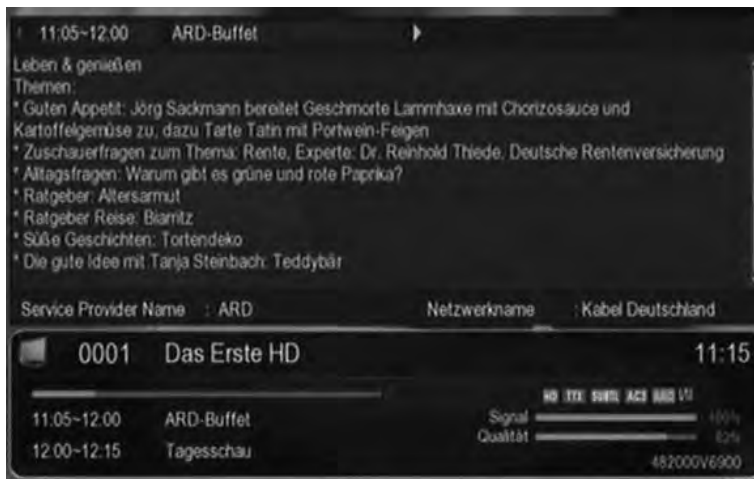 11:05~12:00 ARD-Buffet
Leben & genießen
Themen:
* Guten Appetit: Jörg Sackmann bereitet Geschmorte Lammhaxe mit Chorizosauce und
Kartoffelgemüse zu, dazu Tarte Tatin mit Portwein-Feigen
* Zuschauerfragen zum Thema: Rente, Experte: Dr. Reinhold Thiede, Deutsche Rentenversicherung
* Alltagsfragen: Warum gibt es grüne und rote Paprika?
* Ratgeber: Altersarmut
* Ratgeber Reise: Biarritz
* Süße Geschichten: Tortendeko
* Die gute Idee mit Tanja Steinbach: Teddybär
Service Provider Name : ARD Netzwerkname : Kabel Deutschland
0001 Das Erste HD 11:15
HD TTX SUBTL AC3
11:05~12:00 ARD-Buffet Signal 100%
Qualität 82%
12:00~12:15 Tagesschau
482000V6900